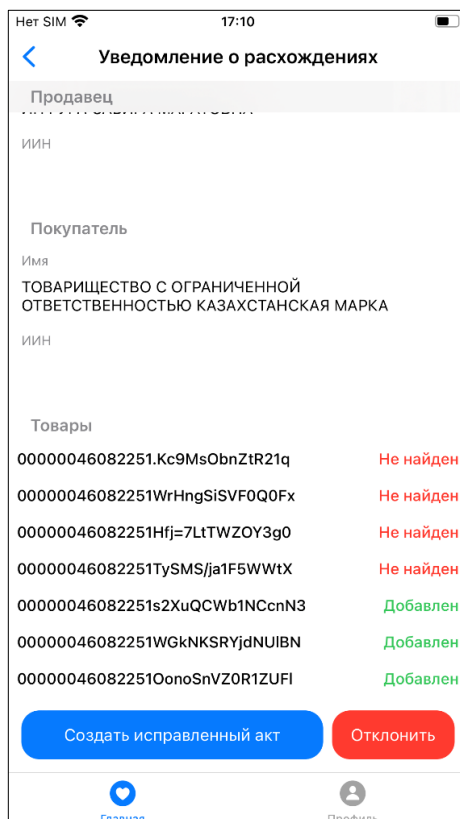 Нет SIM 17:10
Уведомление о расхождениях
Продавец
ИИН
Покупатель
Имя
ТОВАРИЩЕСТВО С ОГРАНИЧЕННОЙ
ОТВЕТСТВЕННОСТЬЮ КАЗАХСТАНСКАЯ МАРКА
ИИН
Товары
00000046082251.Kc9MsObnZtR21q Не найден
00000046082251WrHngSiSVF0Q0Fx Не найден
00000046082251Hfj=7LtTWZOY3g0 Не найден
00000046082251TySMS/ja1F5WWtX Не найден
00000046082251s2XuQCWb1NCcnN3 Добавлен
00000046082251WGkNKSRYjdNUlBN Добавлен
00000046082251OonoSnVZ0R1ZUFl Добавлен
Создать исправленный акт Отклонить
Главная Профиль